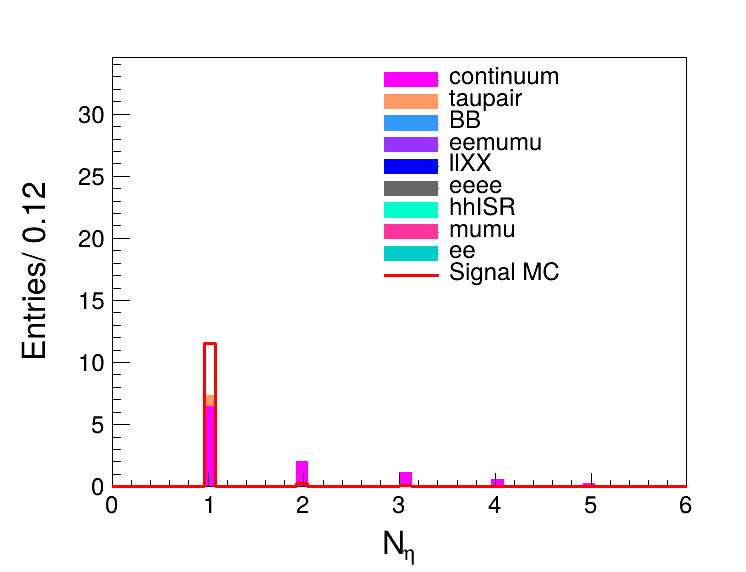 continuum
taupair
BB
eemumu
llXX
eeee
hhISR
mumu
ee
Signal MC
Entries/ 0.12
30
25
20
15
10
5
0
0 1 2 3 4 5 6
Nη